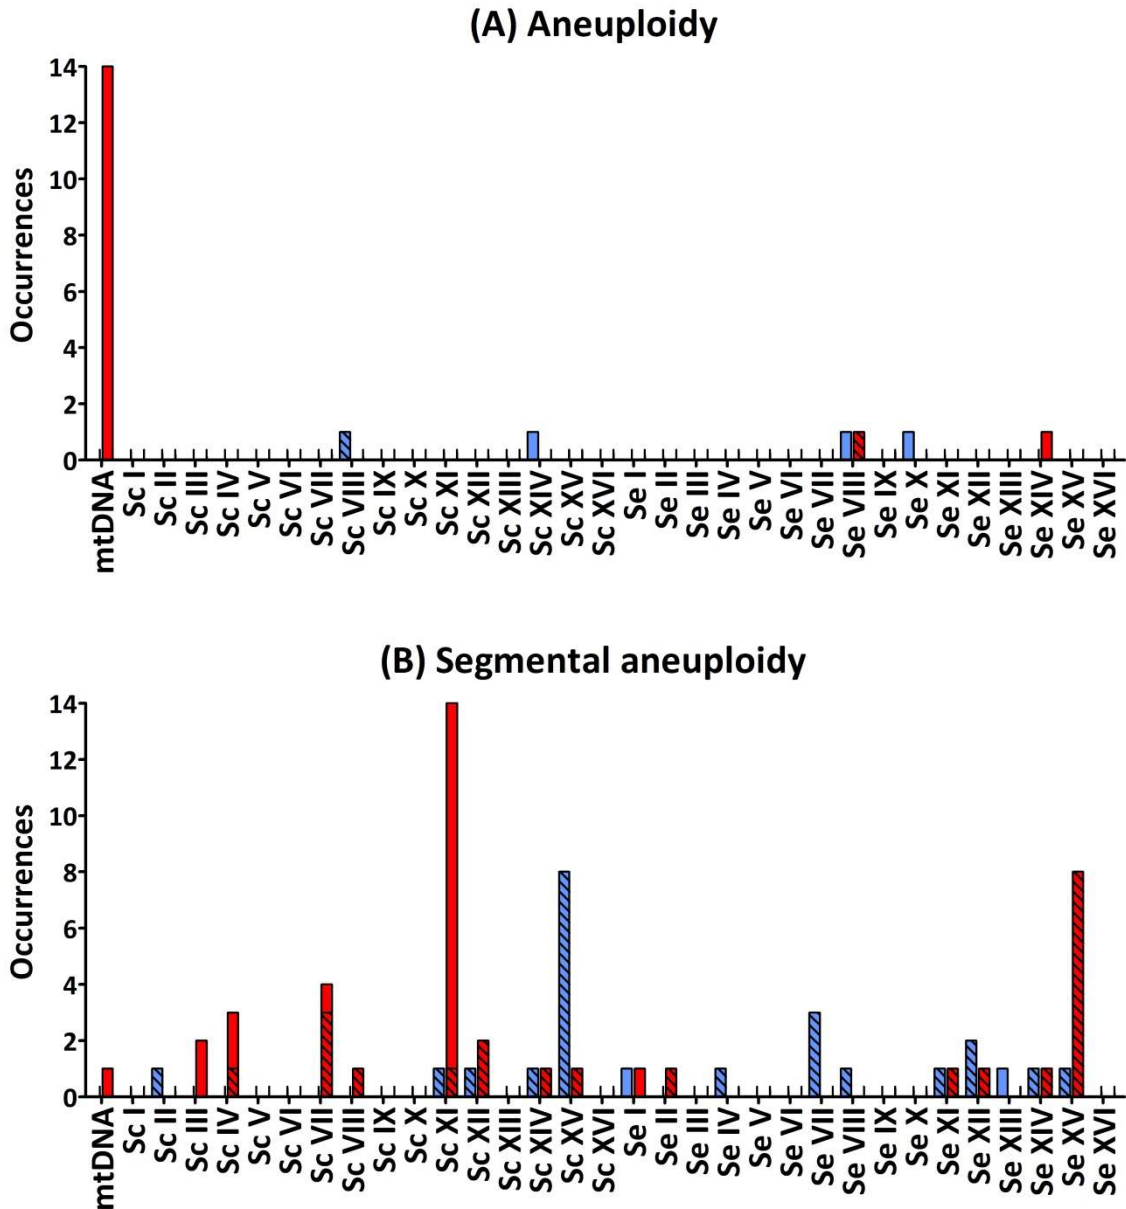 (A) Aneuploidy
Occurrences
14
12
10
8
6
4
2
0
mtDNA
Sc I
Sc II
Sc III
Sc IV
Sc V
Sc VI
Sc VII
Sc VIII
Sc IX
Sc X
Sc XI
Sc XII
Sc XIII
Sc XIV
Sc XV
Sc XVI
Se I
Se II
Se III
Se IV
Se V
Se VI
Se VII
Se VIII
Se IX
Se X
Se XI
Se XII
Se XIII
Se XIV
Se XV
Se XVI
(B) Segmental aneuploidy
Occurrences
14
12
10
8
6
4
2
0
mtDNA
Sc I
Sc II
Sc III
Sc IV
Sc V
Sc VI
Sc VII
Sc VIII
Sc IX
Sc X
Sc XI
Sc XII
Sc XIII
Sc XIV
Sc XV
Sc XVI
Se I
Se II
Se III
Se IV
Se V
Se VI
Se VII
Se VIII
Se IX
Se X
Se XI
Se XII
Se XIII
Se XIV
Se XV
Se XVI